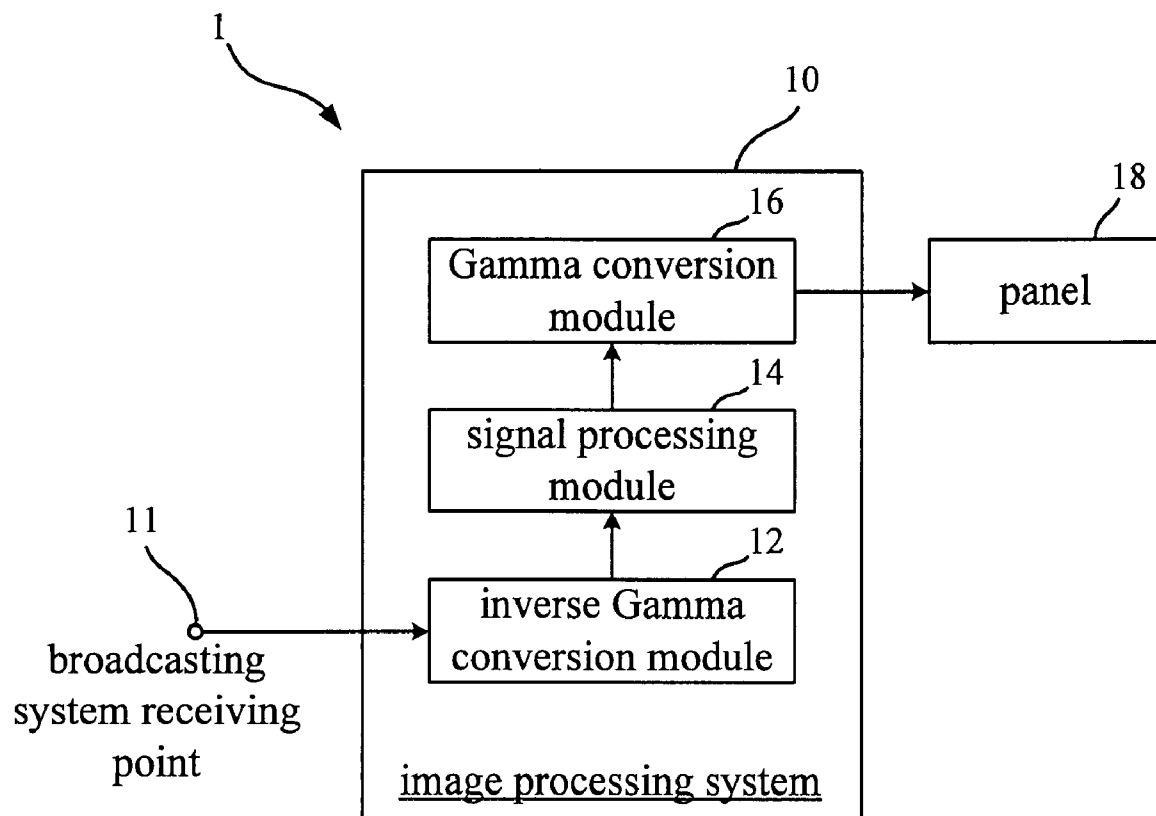 1
10
16
18
Gamma conversion
module
panel
14
signal processing
module
11
12
inverse Gamma
conversion module
broadcasting
system receiving
point
image processing system